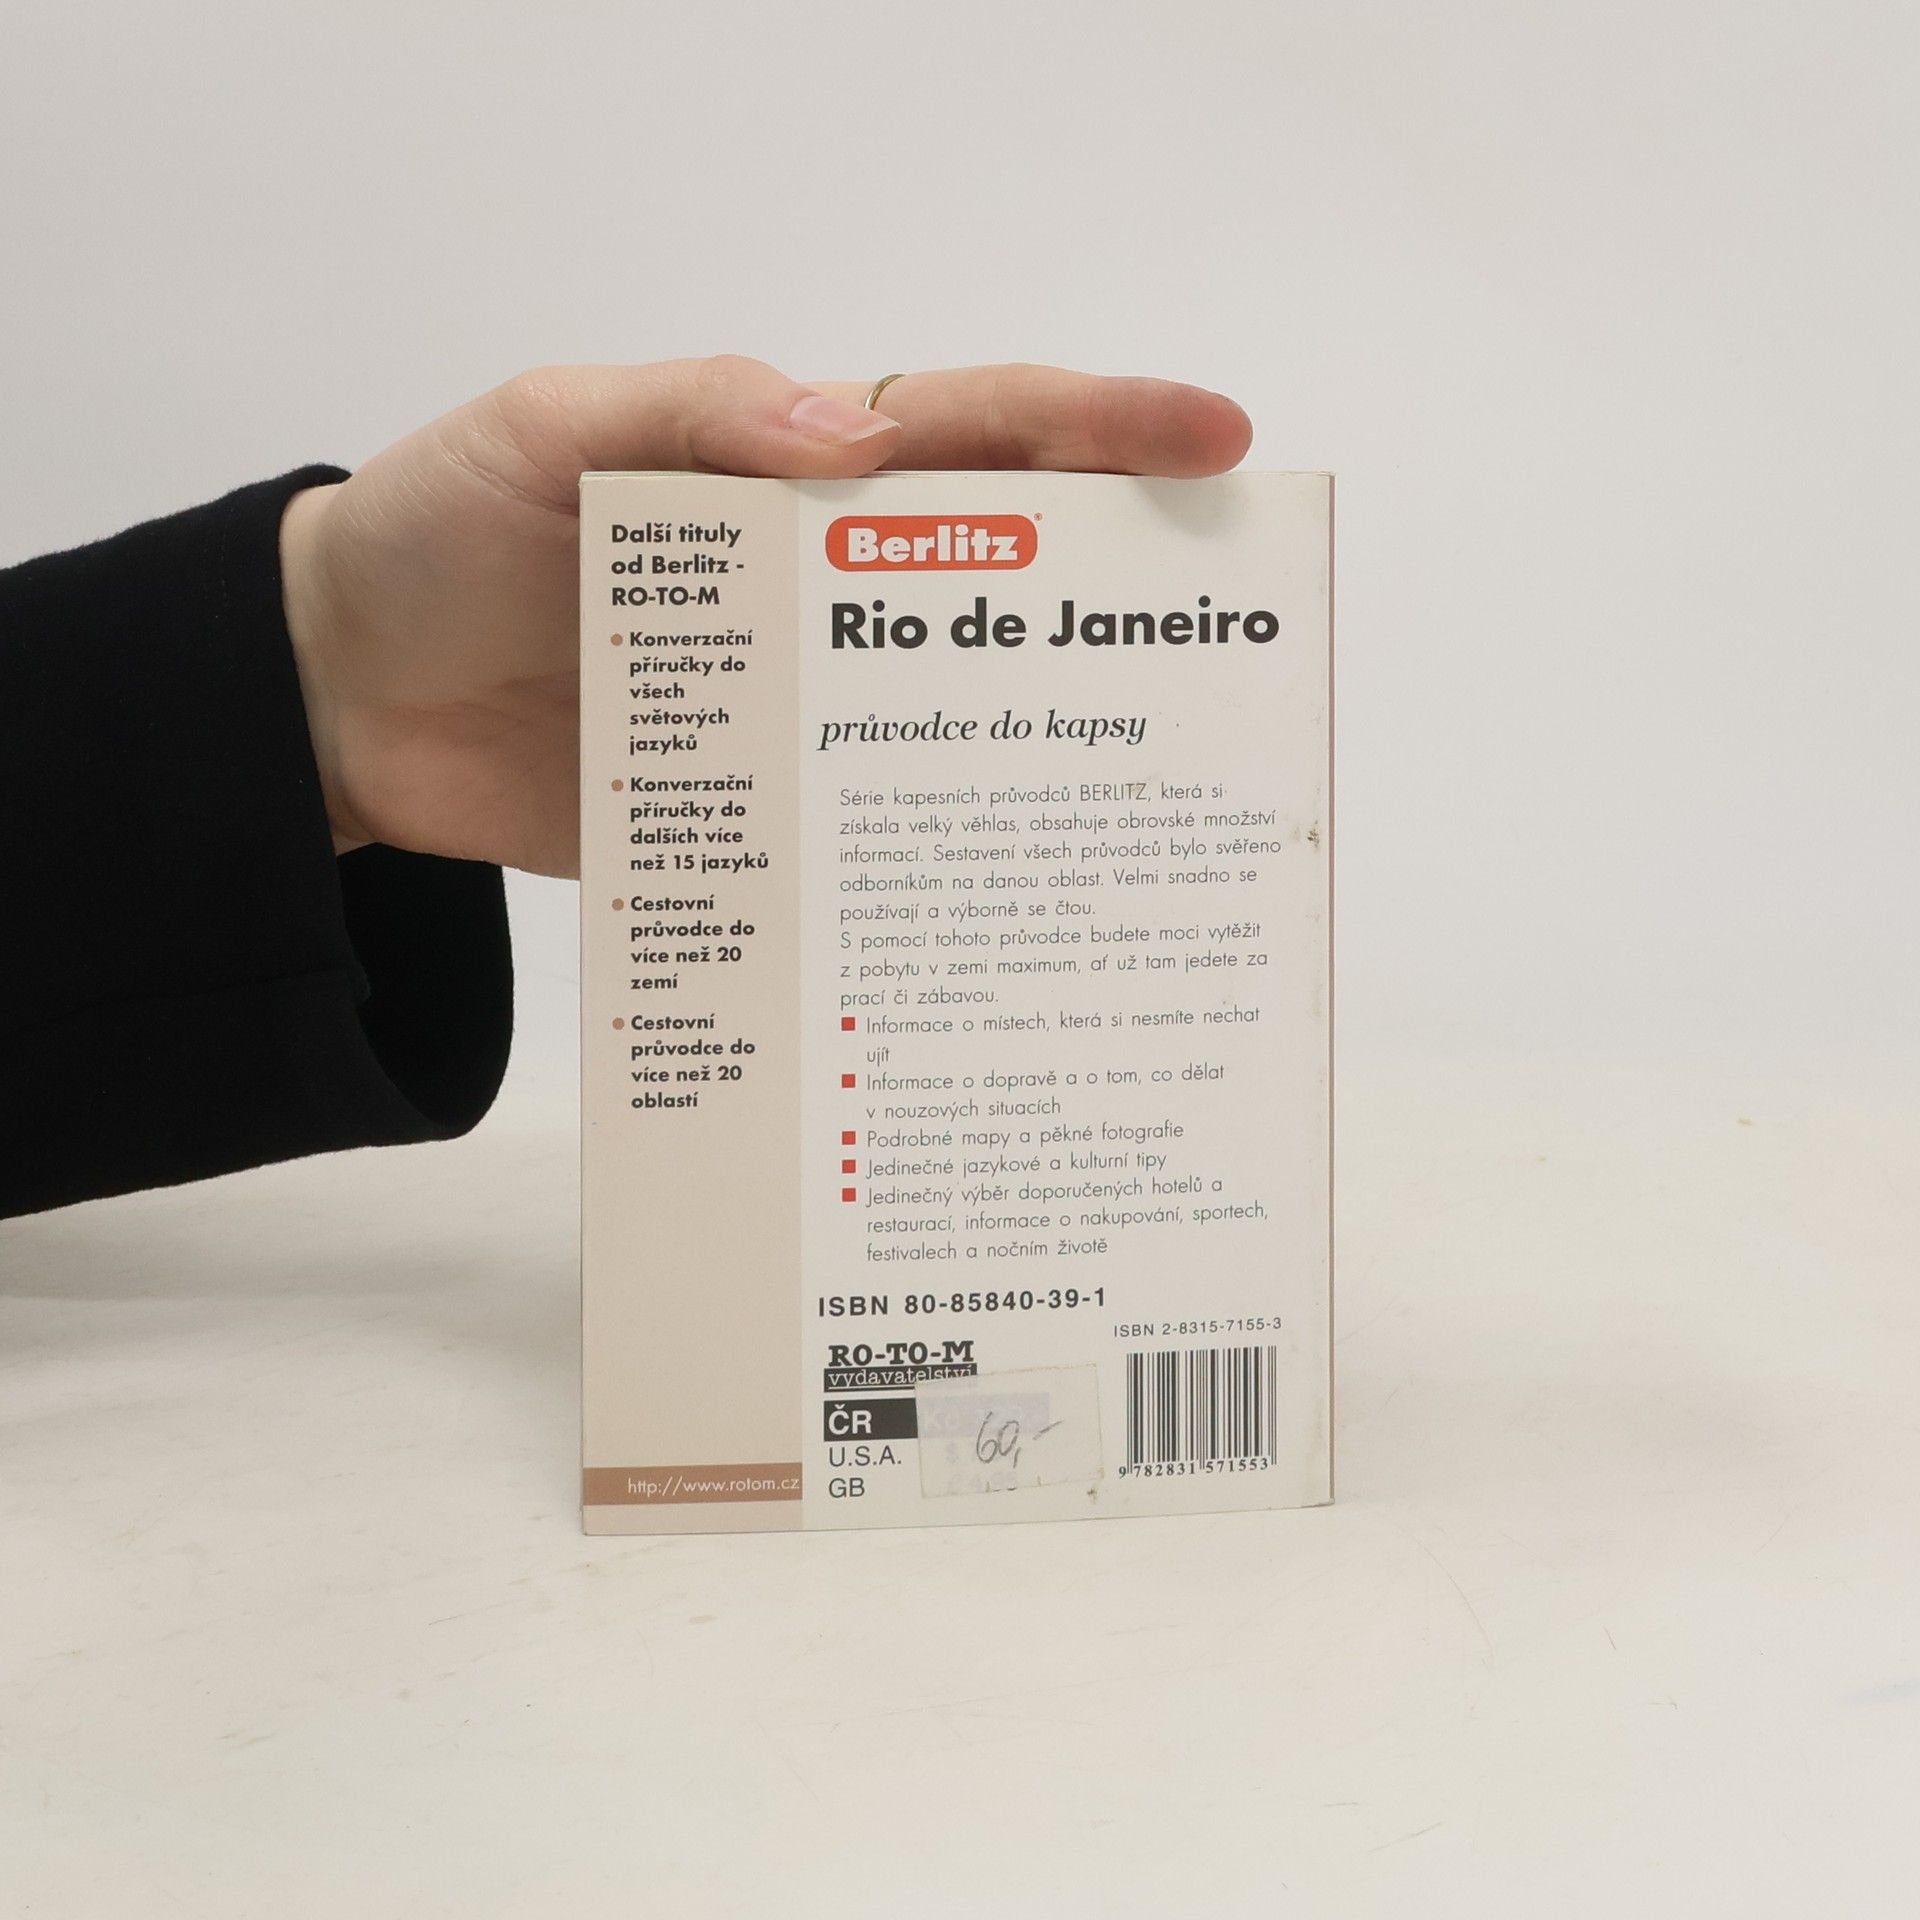 Další tituly
od Berlitz -
RO-TO-M
Konverzační
příručky do
všech
světových
jazyků
Konverzační
příručky do
dalších více
než 15 jazyků
Cestovní
průvodce do
více než 20
zemí
Cestovní
průvodce do
více než 20
oblastí
http://www.rotom.cz
Berlitz®
Rio de Janeiro
průvodce do kapsy
Série kapesních průvodců BERLITZ, která si
získala velký věhlas, obsahuje obrovské množství
informací. Sestavení všech průvodců bylo svěřeno
odborníkům na danou oblast. Velmi snadno se
používají a výborně se čtou.
S pomocí tohoto průvodce budete moci vytěžit
z pobytu v zemi maximum, ať už tam jedete za
prací či zábavou.
Informace o místech, která si nesmíte nechat
ujít
Informace o dopravě a o tom, co dělat
v nouzových situacích
Podrobné mapy a pěkné fotografie
Jedinečné jazykové a kulturní tipy
Jedinečný výběr doporučených hotelů a
restaurací, informace o nakupování, sportech,
festivalech a nočním životě
ISBN 80-85840-39-1
ISBN 2-8315-7155-3
RO-TO-M
vydavatelství
ČR
U.S.A.
GB
60,-
9 782831 571553